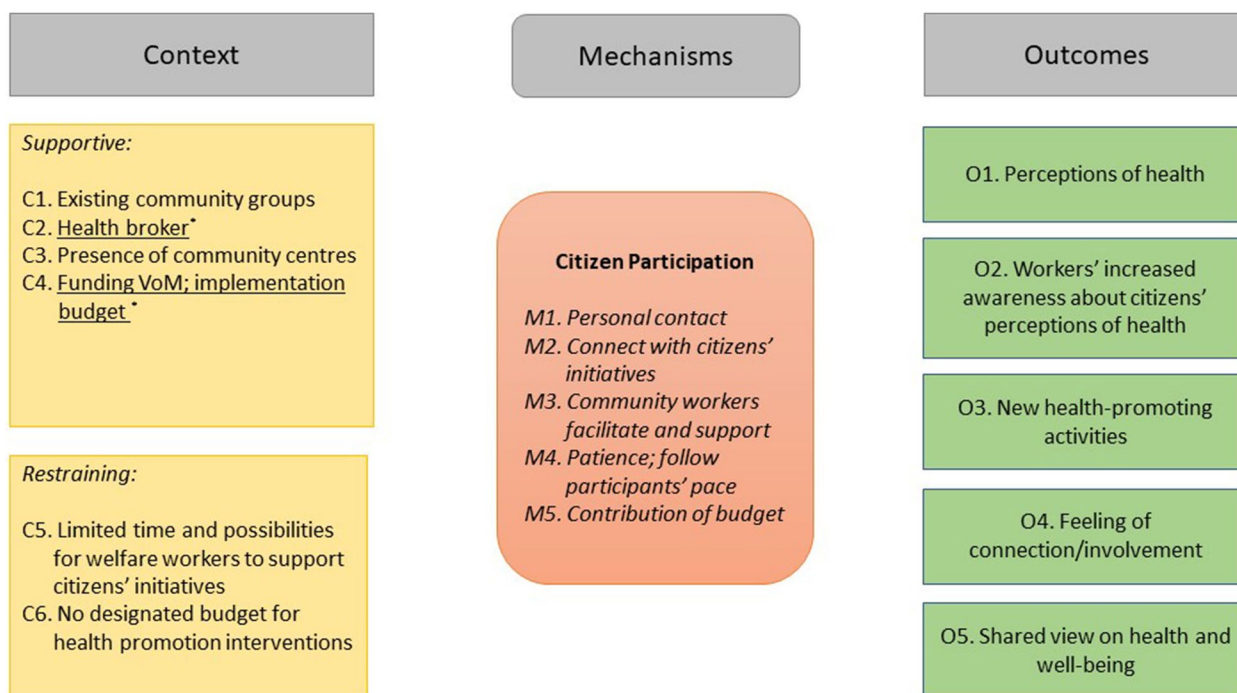 Context
Supportive:
C1. Existing community groups
C2. Health broker*
C3. Presence of community centres
C4. Funding VoM; implementation
budget *
Restraining:
C5. Limited time and possibilities
for welfare workers to support
citizens’ initiatives
C6. No designated budget for
health promotion interventions
Mechanisms
Citizen Participation
M1. Personal contact
M2. Connect with citizens’
initiatives
M3. Community workers
facilitate and support
M4. Patience; follow
participants’ pace
M5. Contribution of budget
Outcomes
O1. Perceptions of health
O2. Workers’ increased
awareness about citizens’
perceptions of health
O3. New health-promoting
activities
O4. Feeling of
connection/involvement
O5. Shared view on health and
well-being